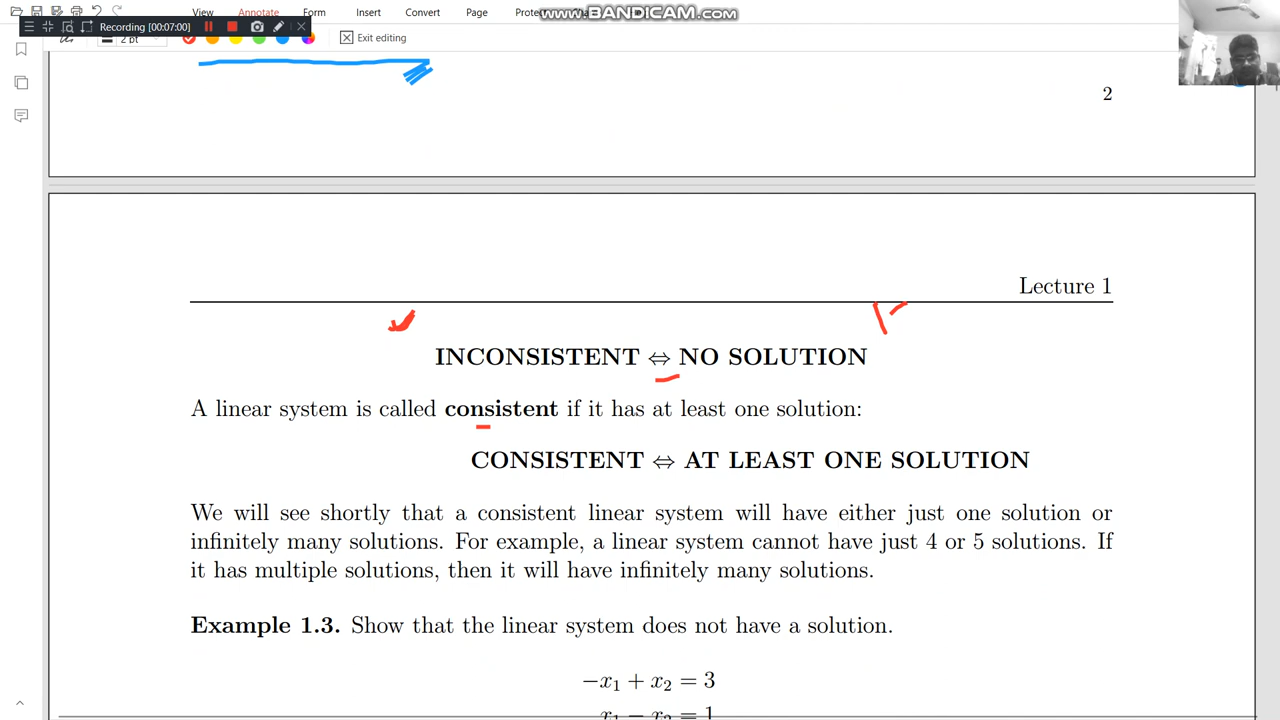 www.BANDICAM.com
View Annotate Form Insert Convert Page
Recording [00:07:00]
2 pt Exit editing
2
Lecture 1
INCONSISTENT ⇔ NO SOLUTION
A linear system is called consistent if it has at least one solution:
CONSISTENT ⇔ AT LEAST ONE SOLUTION
We will see shortly that a consistent linear system will have either just one solution or
infinitely many solutions. For example, a linear system cannot have just 4 or 5 solutions. If
it has multiple solutions, then it will have infinitely many solutions.
Example 1.3. Show that the linear system does not have a solution.
−x₁ + x₂ = 3
x₁ − x₂ = 1